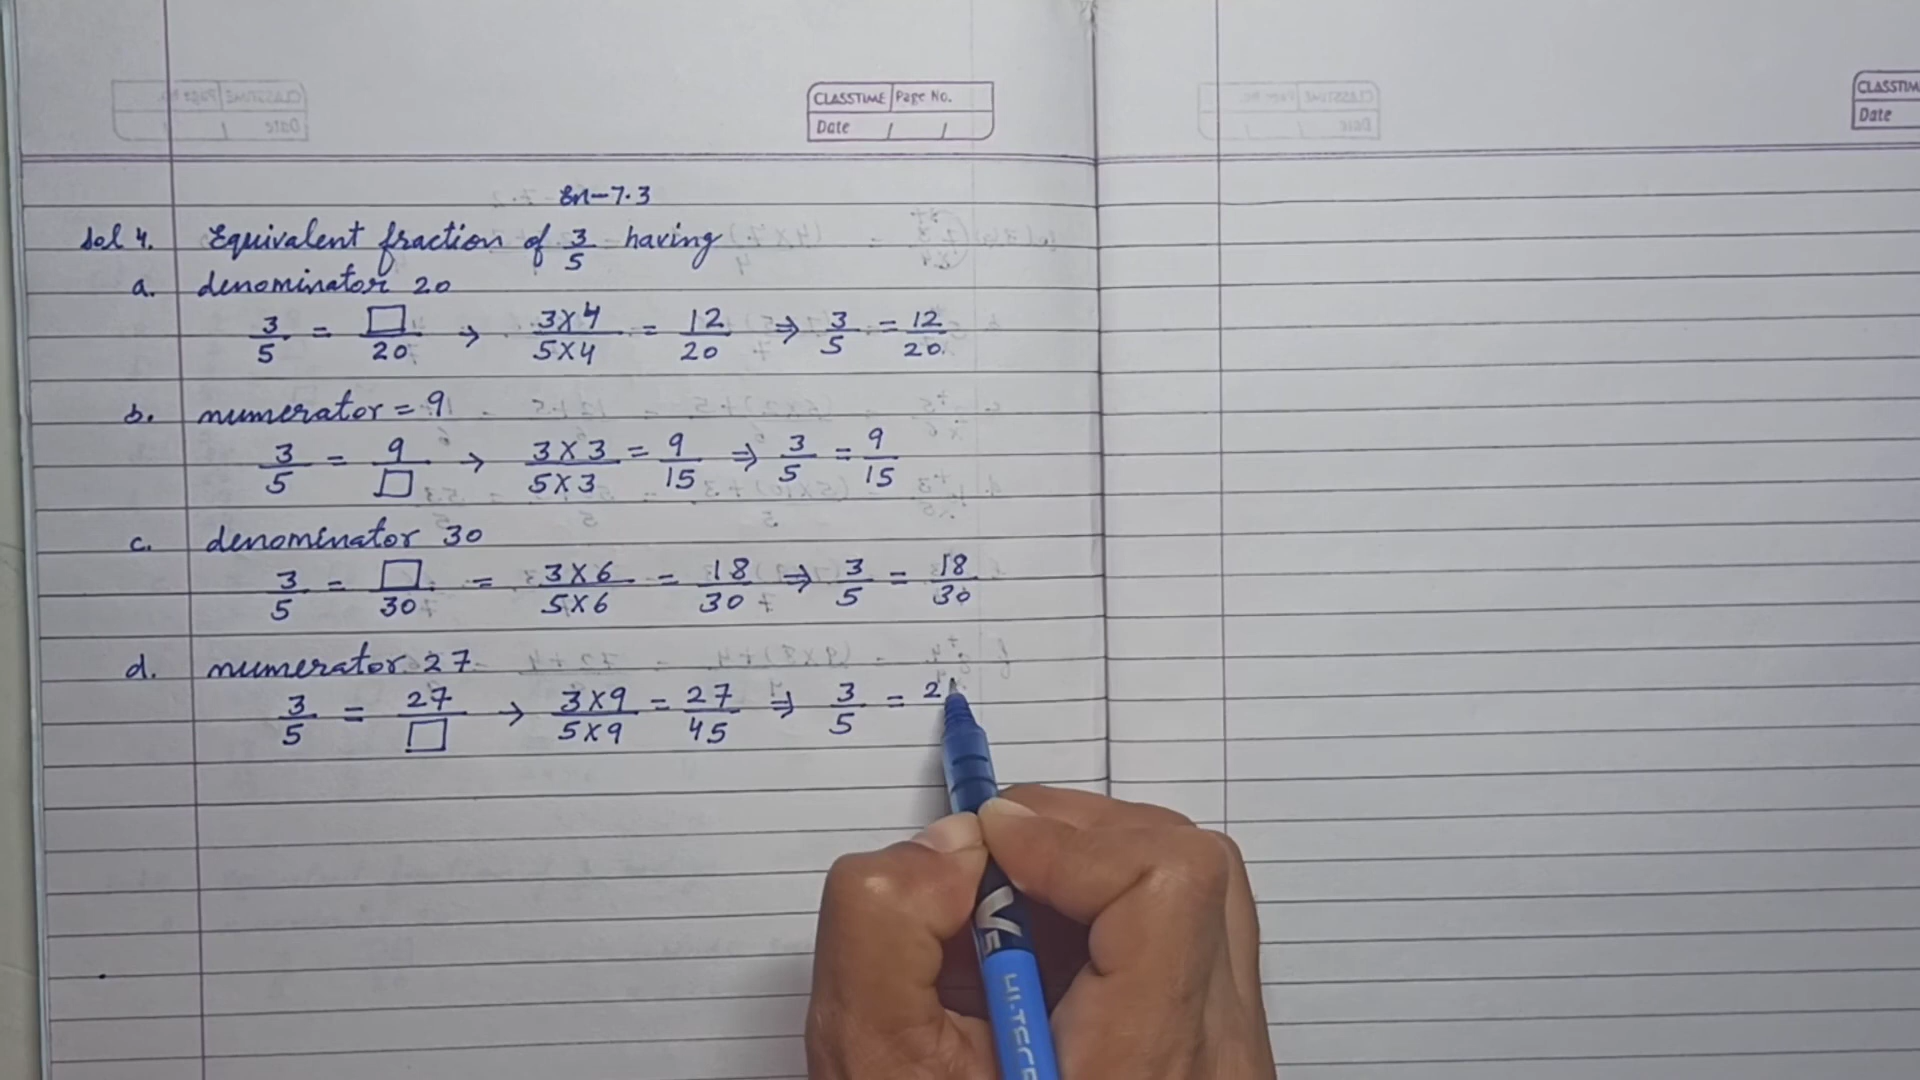 CLASSTIME Page No.
Date / /
CLASSTIM
Date
Ex-7.3
Sol 4. Equivalent fraction of 3/5 having
a. denominator 20
3/5 = □/20 → 3×4/5×4 = 12/20 ⇒ 3/5 = 12/20
b. numerator = 9
3/5 = 9/□ → 3×3/5×3 = 9/15 ⇒ 3/5 = 9/15
c. denominator 30
3/5 = □/30 = 3×6/5×6 = 18/30 ⇒ 3/5 = 18/30
d. numerator 27
3/5 = 27/□ → 3×9/5×9 = 27/45 ⇒ 3/5 = 2
V5
HI-TECP